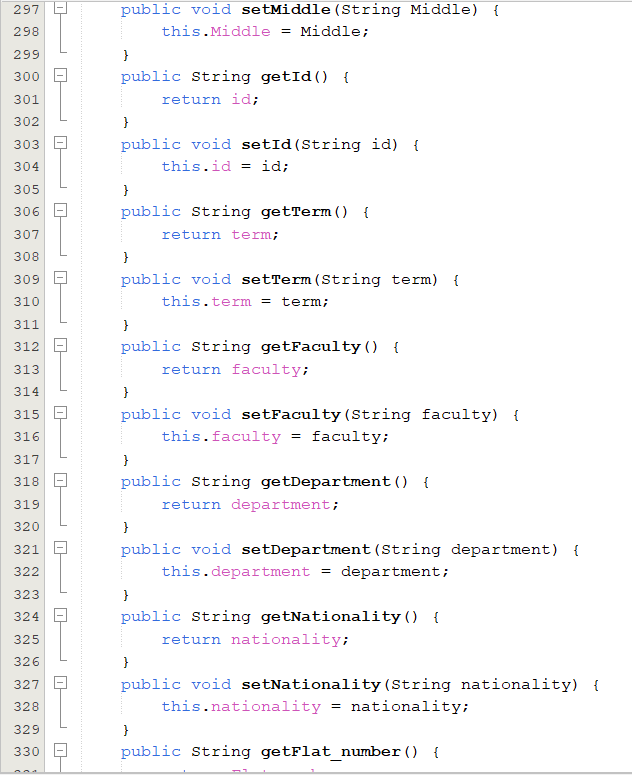 297 public void setMiddle(String Middle) {
298 this.Middle = Middle;
299 }
300 public String getId() {
301 return id;
302 }
303 public void setId(String id) {
304 this.id = id;
305 }
306 public String getTerm() {
307 return term;
308 }
309 public void setTerm(String term) {
310 this.term = term;
311 }
312 public String getFaculty() {
313 return faculty;
314 }
315 public void setFaculty(String faculty) {
316 this.faculty = faculty;
317 }
318 public String getDepartment() {
319 return department;
320 }
321 public void setDepartment(String department) {
322 this.department = department;
323 }
324 public String getNationality() {
325 return nationality;
326 }
327 public void setNationality(String nationality) {
328 this.nationality = nationality;
329 }
330 public String getFlat_number() {